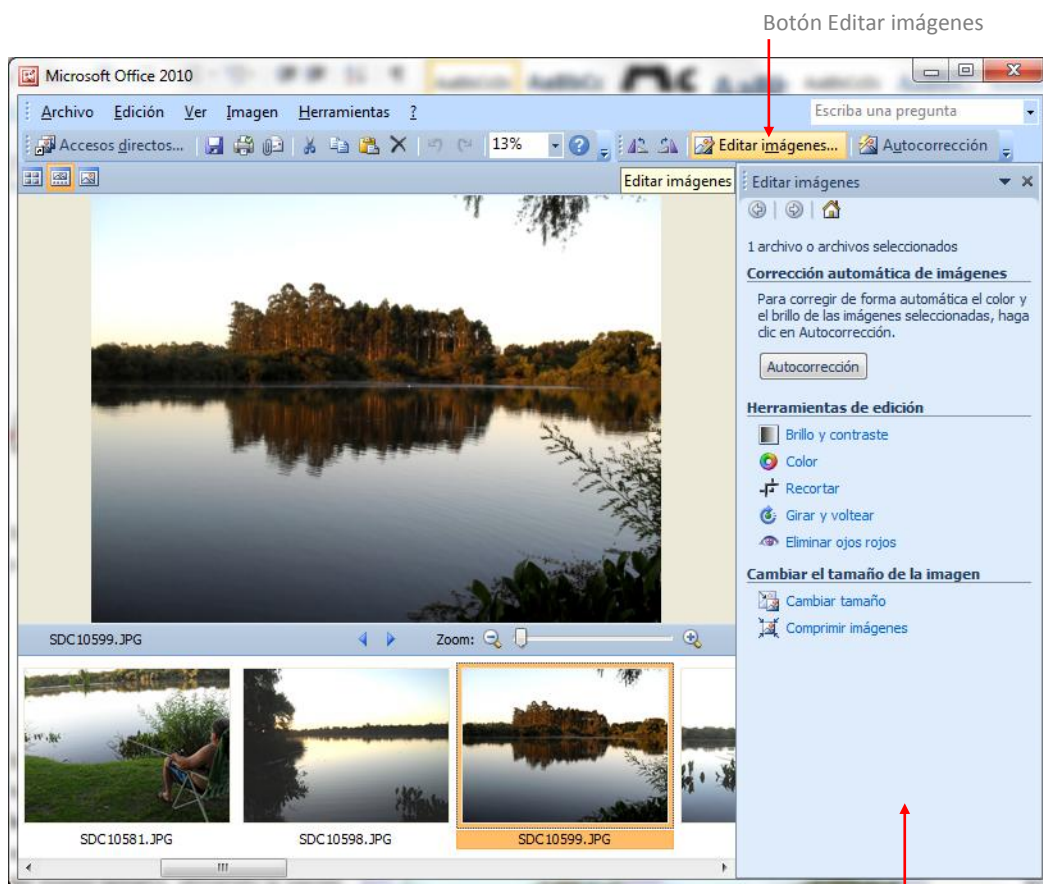 Botón Editar imágenes
Microsoft Office 2010
Archivo Edición Ver Imagen Herramientas ?
Escriba una pregunta
Accesos directos... 13% Editar imágenes... Autocorrección
Editar imágenes
Editar imágenes
1 archivo o archivos seleccionados
Corrección automática de imágenes
Para corregir de forma automática el color y
el brillo de las imágenes seleccionadas, haga
clic en Autocorrección.
Autocorrección
Herramientas de edición
Brillo y contraste
Color
Recortar
Girar y voltear
Eliminar ojos rojos
Cambiar el tamaño de la imagen
Cambiar tamaño
Comprimir imágenes
SDC10599.JPG Zoom:
SDC10581.JPG SDC10598.JPG SDC10599.JPG